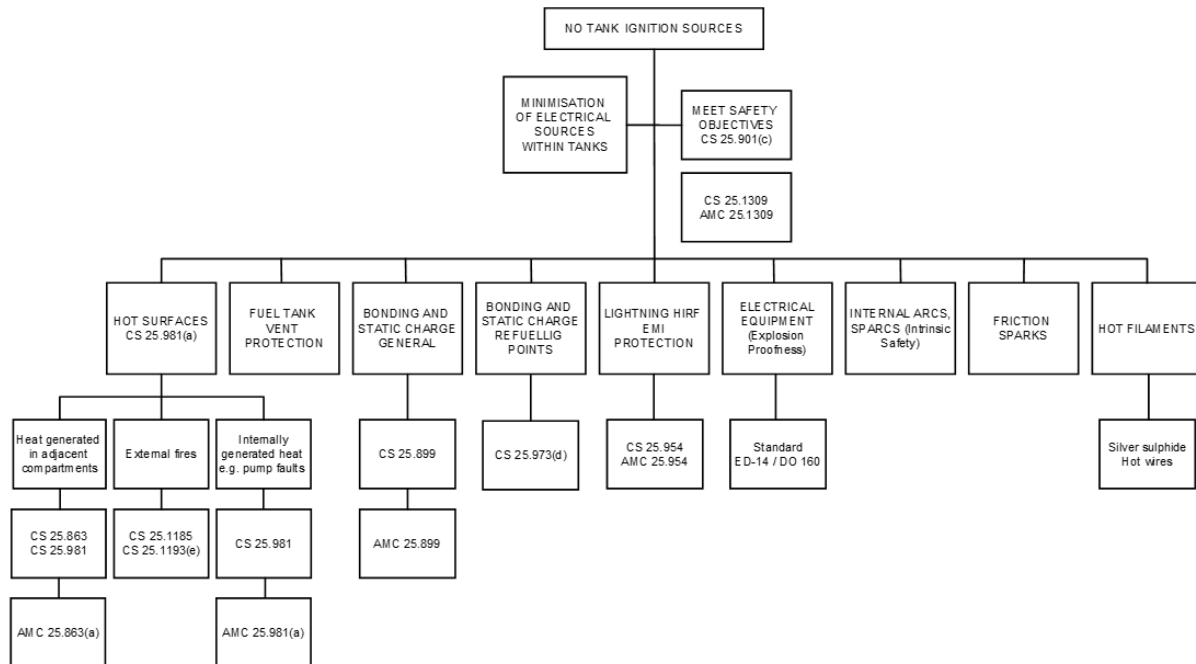 NO TANK IGNITION SOURCES
MINIMISATION
OF ELECTRICAL
SOURCES
WITHIN TANKS
MEET SAFETY
OBJECTIVES
CS 25.901(c)
CS 25.1309
AMC 25.1309
HOT SURFACES
CS 25.981(a)
FUEL TANK
VENT
PROTECTION
BONDING AND
STATIC CHARGE
GENERAL
BONDING AND
STATIC CHARGE
REFUELLIG
POINTS
LIGHTNING HIRF
EMI
PROTECTION
ELECTRICAL
EQUIPMENT
(Explosion
Proofness)
INTERNAL ARCS,
SPARCS (Intrinsic
Safety)
FRICTION
SPARKS
HOT FILAMENTS
Heat generated
in adjacent
compartments
External fires
Internally
generated heat
e.g. pump faults
CS 25.899
CS 25.973(d)
CS 25.954
AMC 25.954
Standard
ED-14 / DO 160
Silver sulphide
Hot wires
CS 25.863
CS 25.981
CS 25.1185
CS 25.1193(e)
CS 25.981
AMC 25.899
AMC 25.863(a)
AMC 25.981(a)